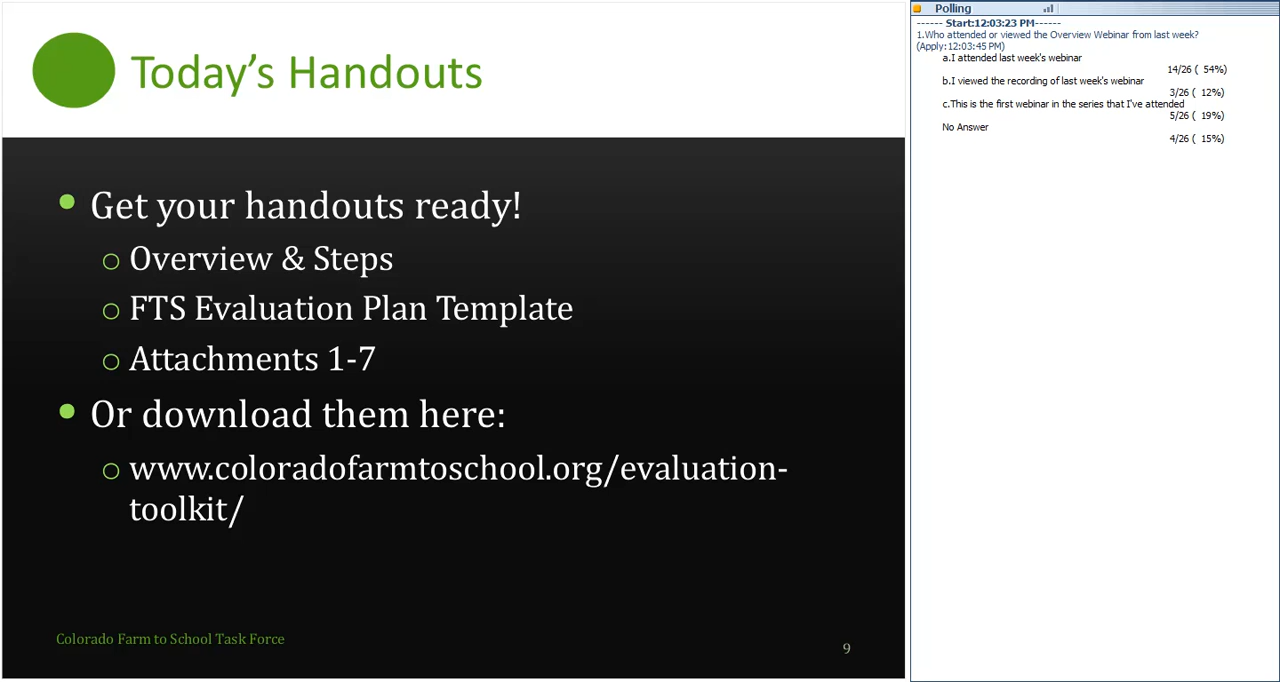 Today's Handouts
• Get your handouts ready!
o Overview & Steps
o FTS Evaluation Plan Template
o Attachments 1-7
• Or download them here:
o www.coloradofarmtoschool.org/evaluation-
toolkit/
Colorado Farm to School Task Force
9
Polling
------ Start:12:03:23 PM------
1.Who attended or viewed the Overview Webinar from last week?
(Apply:12:03:45 PM)
a.I attended last week's webinar
14/26 ( 54%)
b.I viewed the recording of last week's webinar
3/26 ( 12%)
c.This is the first webinar in the series that I've attended
5/26 ( 19%)
No Answer
4/26 ( 15%)